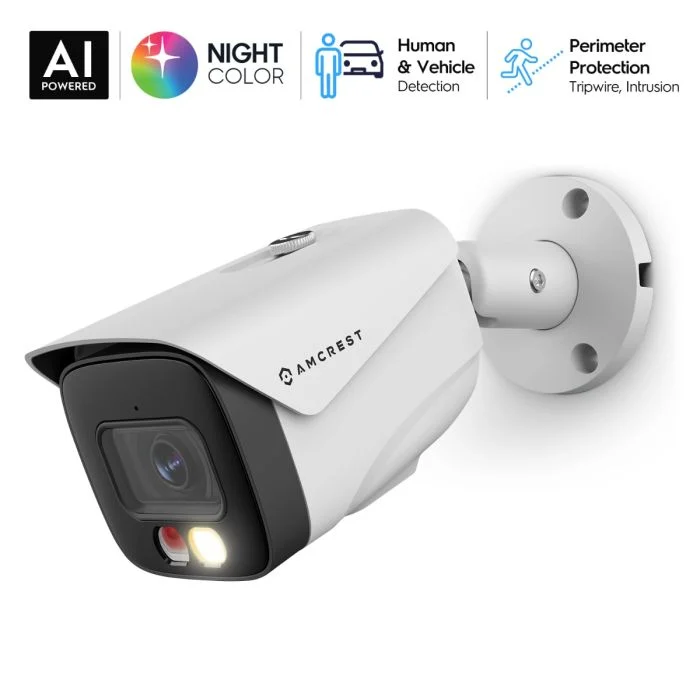 AI
POWERED
NIGHT
COLOR
Human
& Vehicle
Detection
Perimeter
Protection
Tripwire, Intrusion
AMCREST